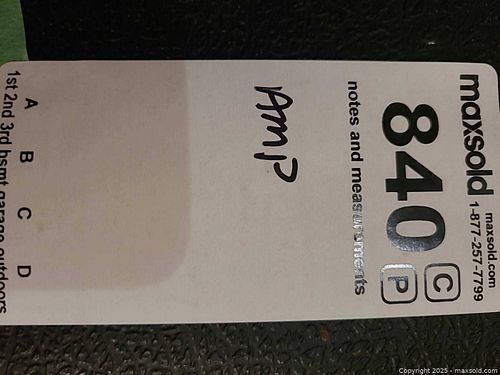 maxsold
maxsold.com
1-877-257-7799
840
C
P
notes and measurements
Amp
A B C D
1st 2nd 3rd bsmt garage outdoors
Copyright 2025 - maxsold.com